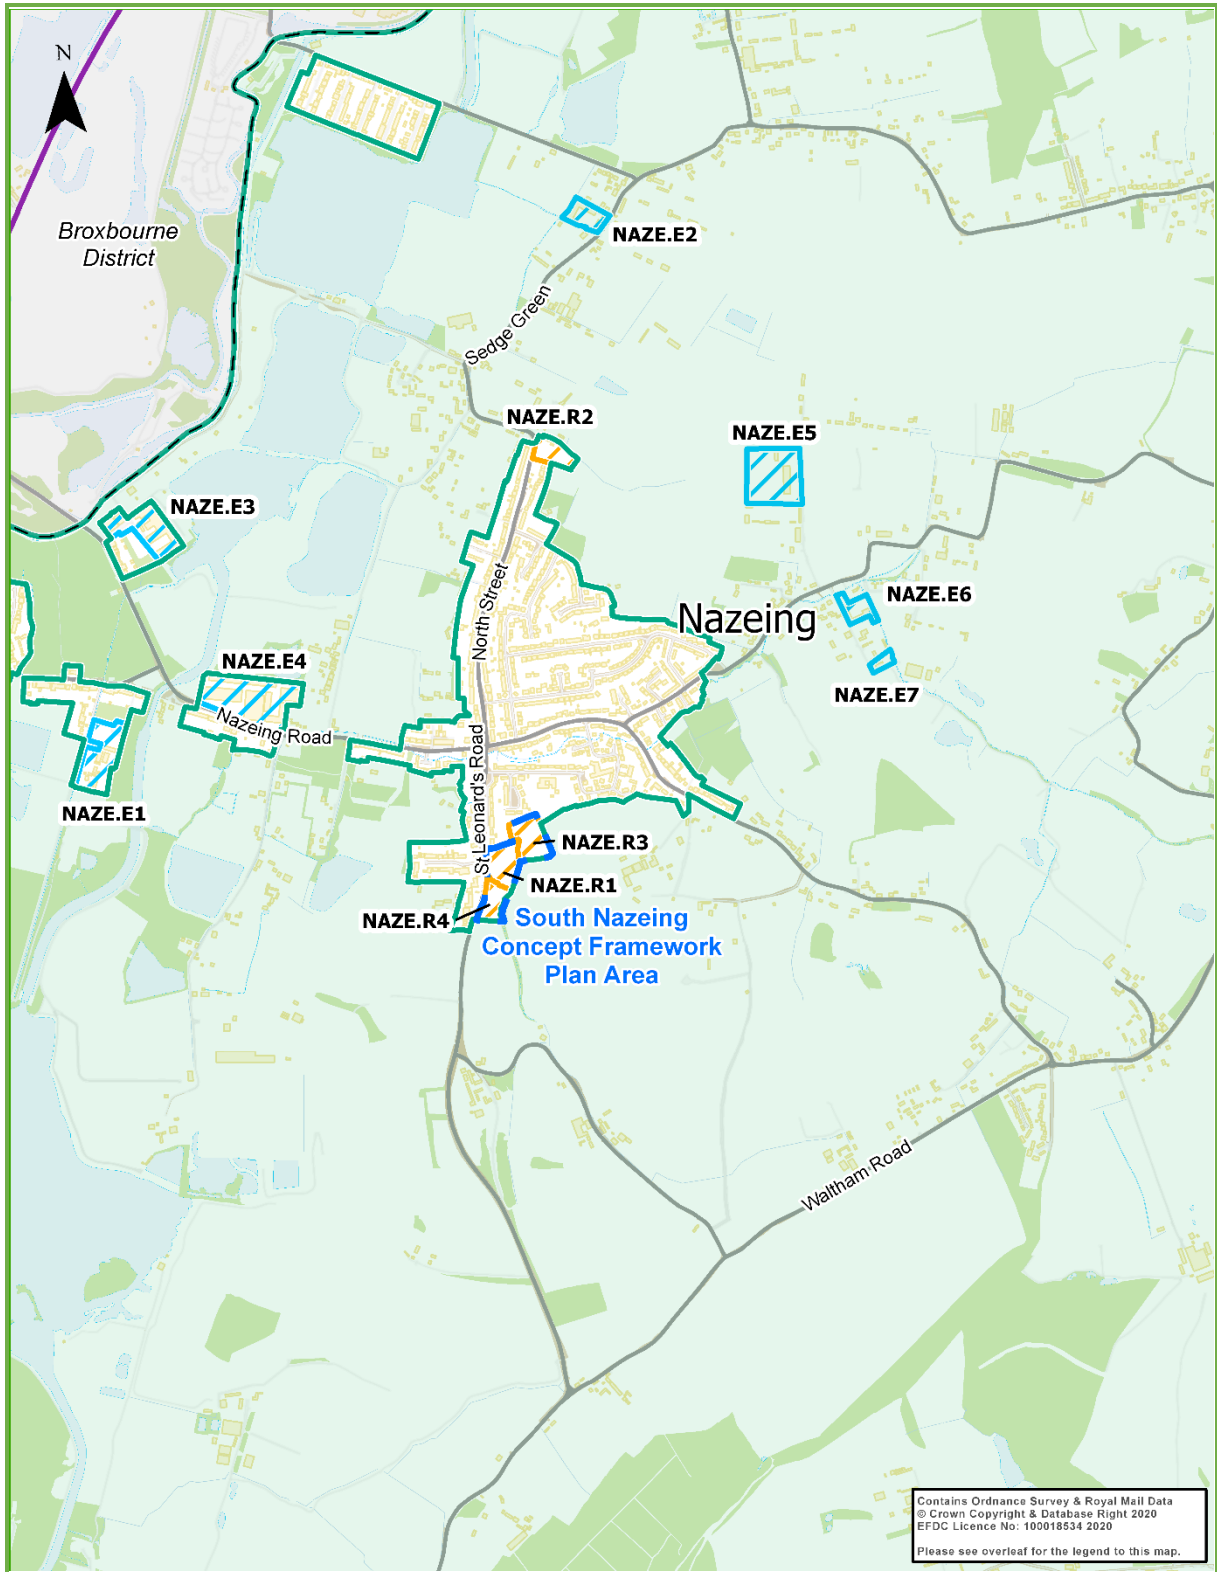 N
Broxbourne
District
NAZE.E2
Sedge Green
NAZE.R2
NAZE.E5
NAZE.E3
North Street
NAZE.E6
Nazeing
NAZE.E4
NAZE.E7
Nazeing Road
St Leonard's Road
NAZE.E1
NAZE.R3
NAZE.R1
NAZE.R4
South Nazeing
Concept Framework
Plan Area
Waltham Road
Contains Ordnance Survey & Royal Mail Data
© Crown Copyright & Database Right 2020
EFDC Licence No: 100018534 2020
Please see overleaf for the legend to this map.